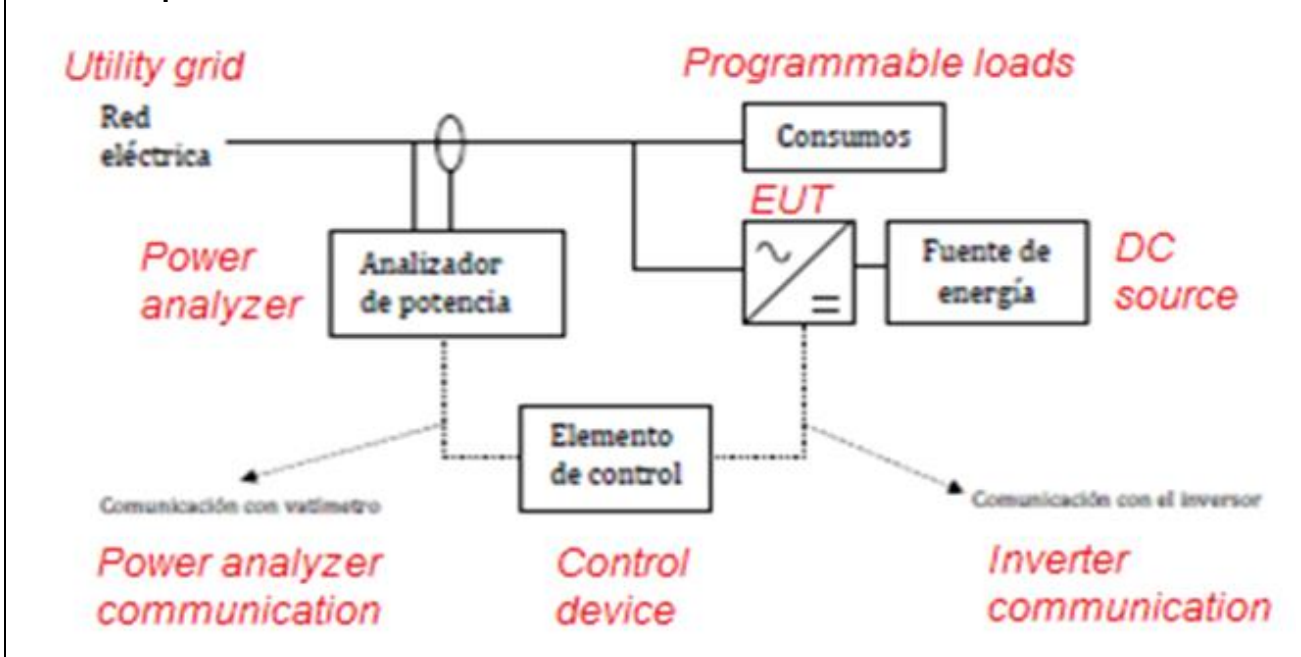 Utility grid
Programmable loads
Red
eléctrica
Consumos
EUT
Power
analyzer
Analizador
de potencia
Fuente de
energía
DC
source
Elemento
de control
Comunicación con vatímetro
Comunicación con el inversor
Power analyzer
communication
Control
device
Inverter
communication